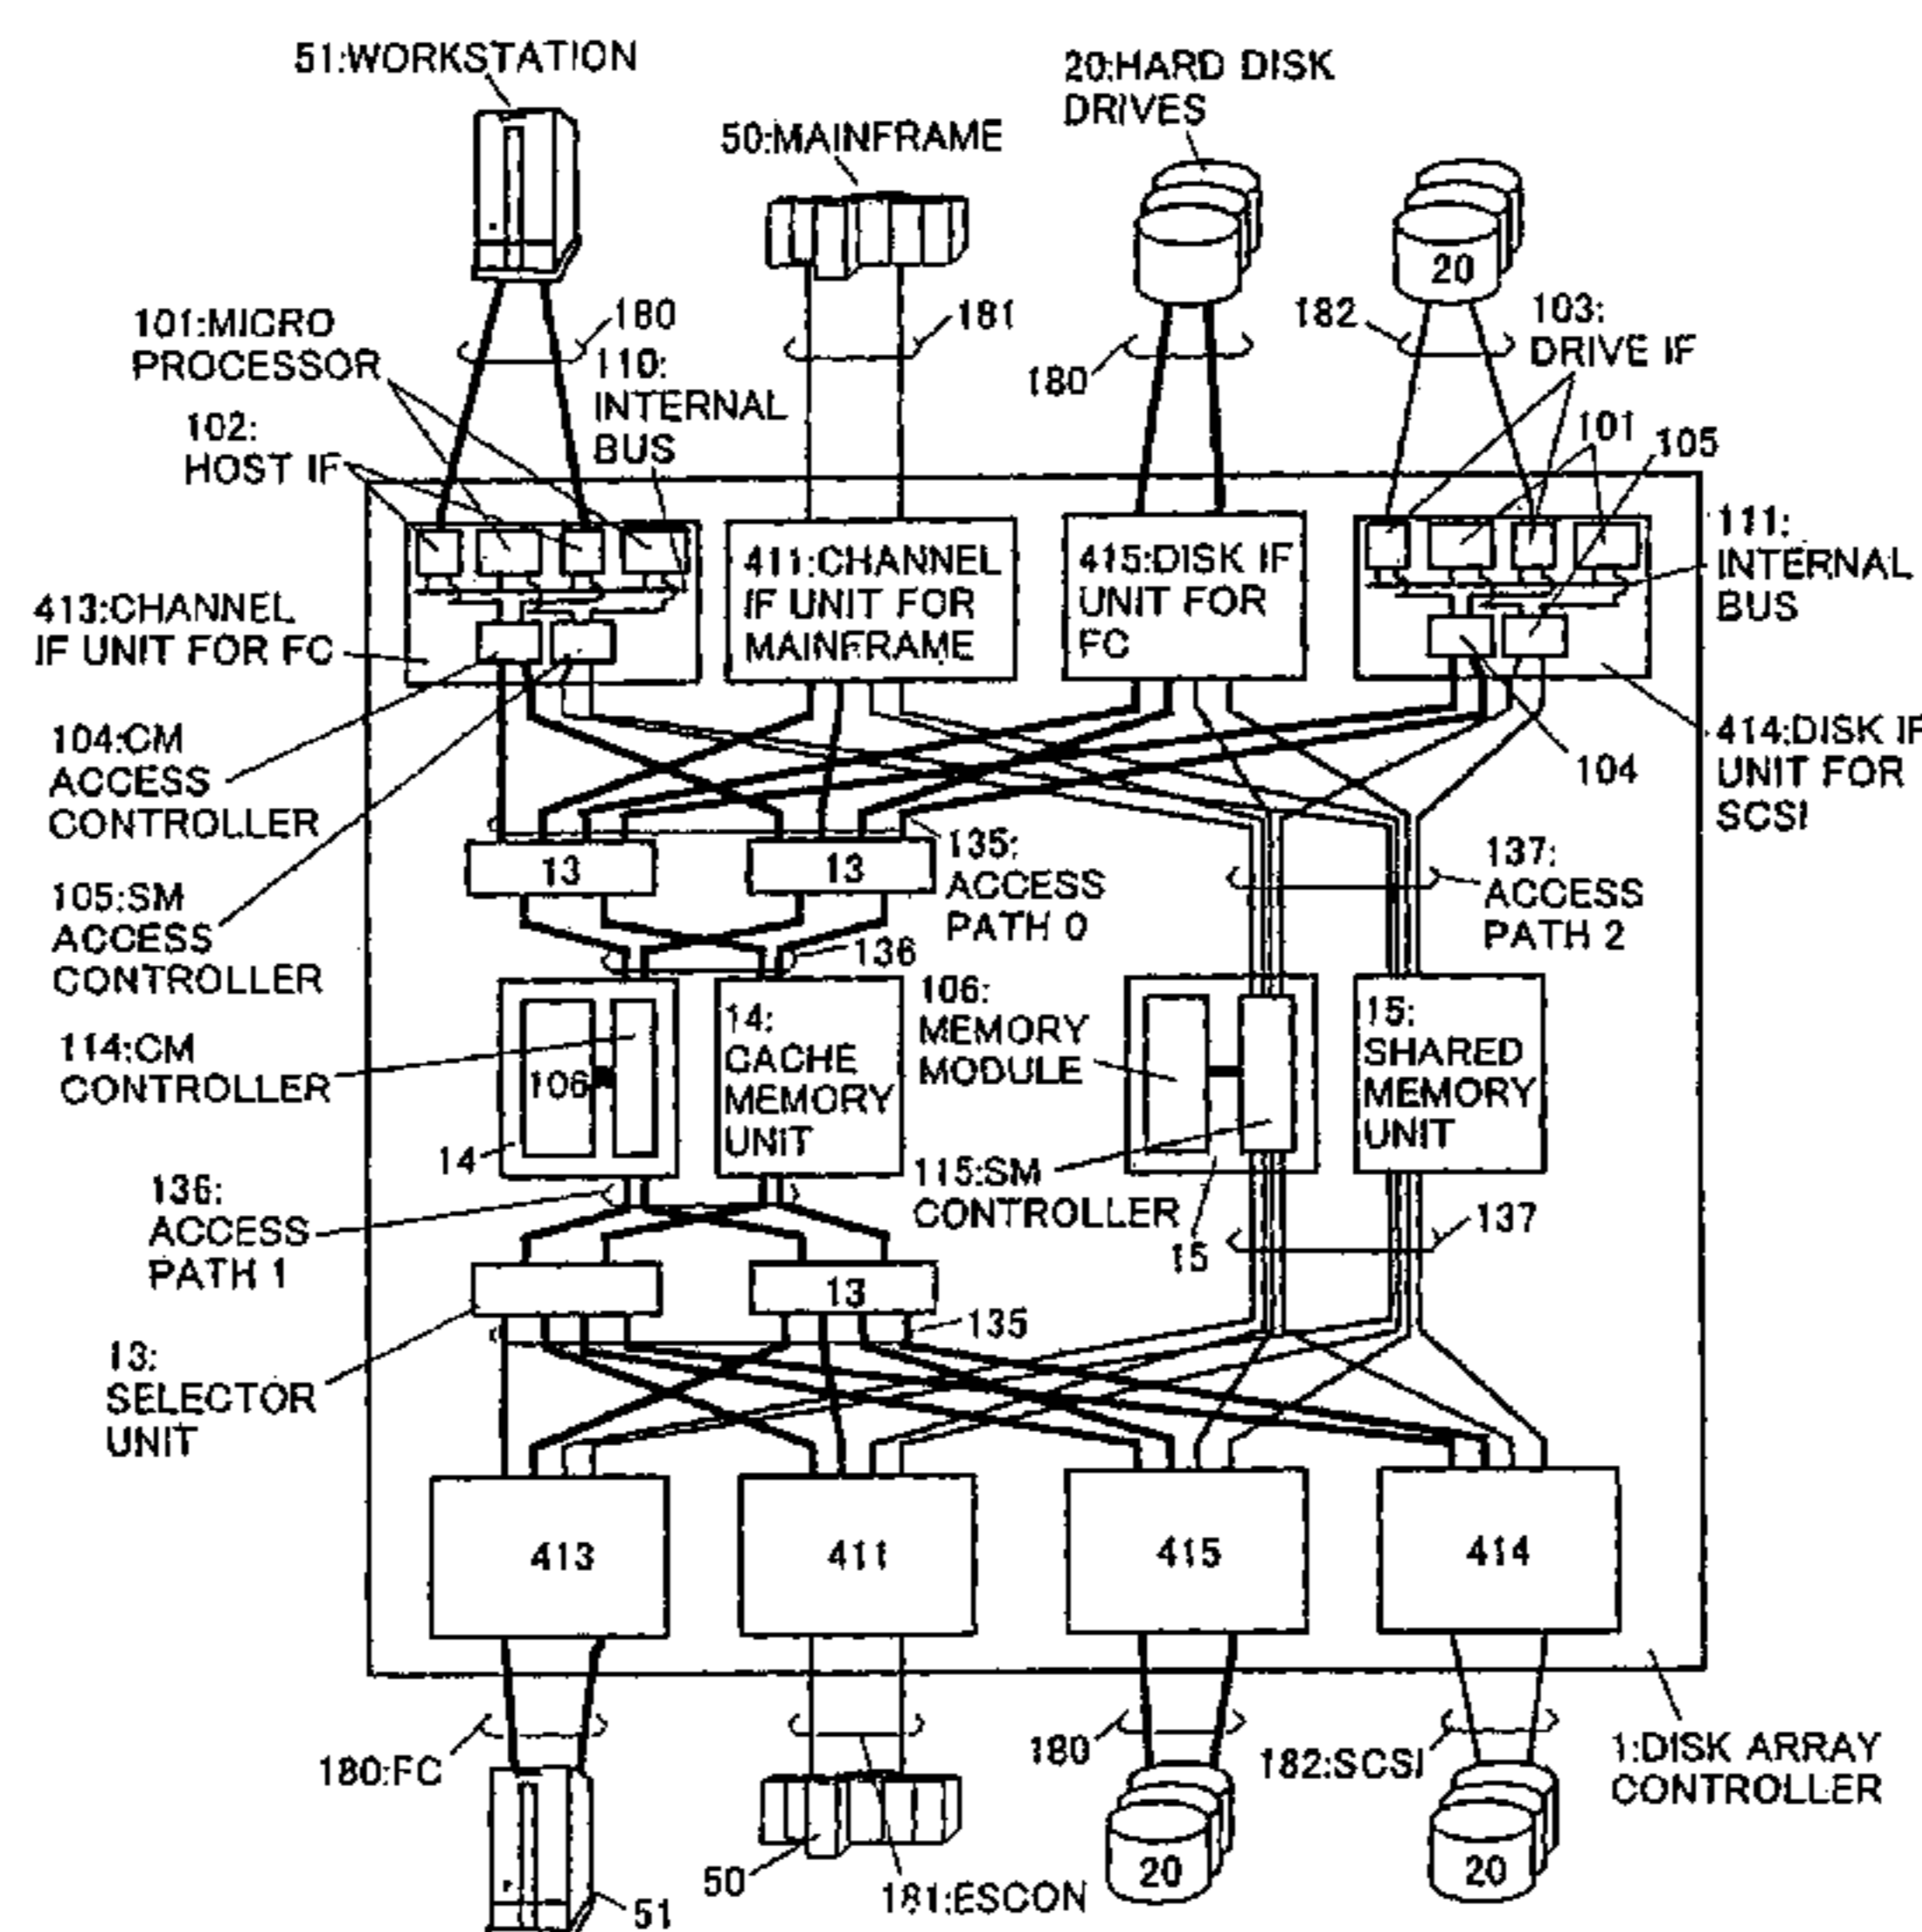 51:WORKSTATION
20:HARD DISK
DRIVES
50:MAINFRAME
20
101:MICRO
PROCESSOR
180
181
182
103:
DRIVE IF
110:
INTERNAL
BUS
180
102:
HOST IF
101
105
111:
INTERNAL
BUS
411:CHANNEL
IF UNIT FOR
MAINFRAME
415:DISK IF
UNIT FOR
FC
413:CHANNEL
IF UNIT FOR FC
104:CM
ACCESS
CONTROLLER
104
414:DISK IF
UNIT FOR
SCSI
13
13
135:
ACCESS
PATH 0
137:
ACCESS
PATH 2
105:SM
ACCESS
CONTROLLER
136
106:
MEMORY
MODULE
14:
CACHE
MEMORY
UNIT
15:
SHARED
MEMORY
UNIT
114:CM
CONTROLLER
106
14
115:SM
CONTROLLER
136:
ACCESS
PATH 1
15
137
13
135
13:
SELECTOR
UNIT
413
411
415
414
180:FC
180
182:SCSI
1:DISK ARRAY
CONTROLLER
50
181:ESCON
20
20
51